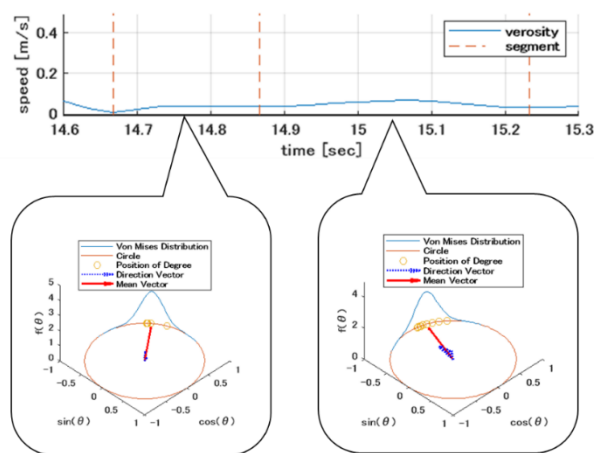 speed [m/s]
0.4
0.2
0
verosity
segment
14.6 14.7 14.8 14.9 15 15.1 15.2 15.3
time [sec]
Von Mises Distribution
Circle
Position of Degree
Direction Vector
Mean Vector
f(θ)
5
4
3
2
1
0
-1
-0.5
0
0.5
1
sin(θ)
-1
-0.5
0
0.5
1
cos(θ)
Von Mises Distribution
Circle
Position of Degree
Direction Vector
Mean Vector
f(θ)
4
2
0
-1
-0.5
0
0.5
1
sin(θ)
-1
-0.5
0
0.5
1
cos(θ)